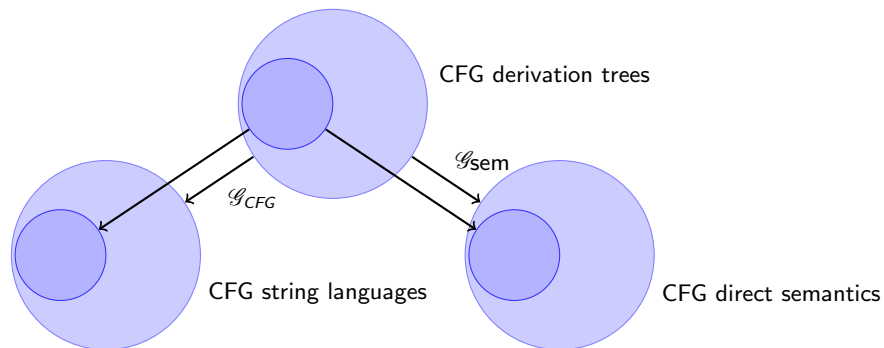 CFG derivation trees
𝒢sem
𝒢CFG
CFG string languages
CFG direct semantics